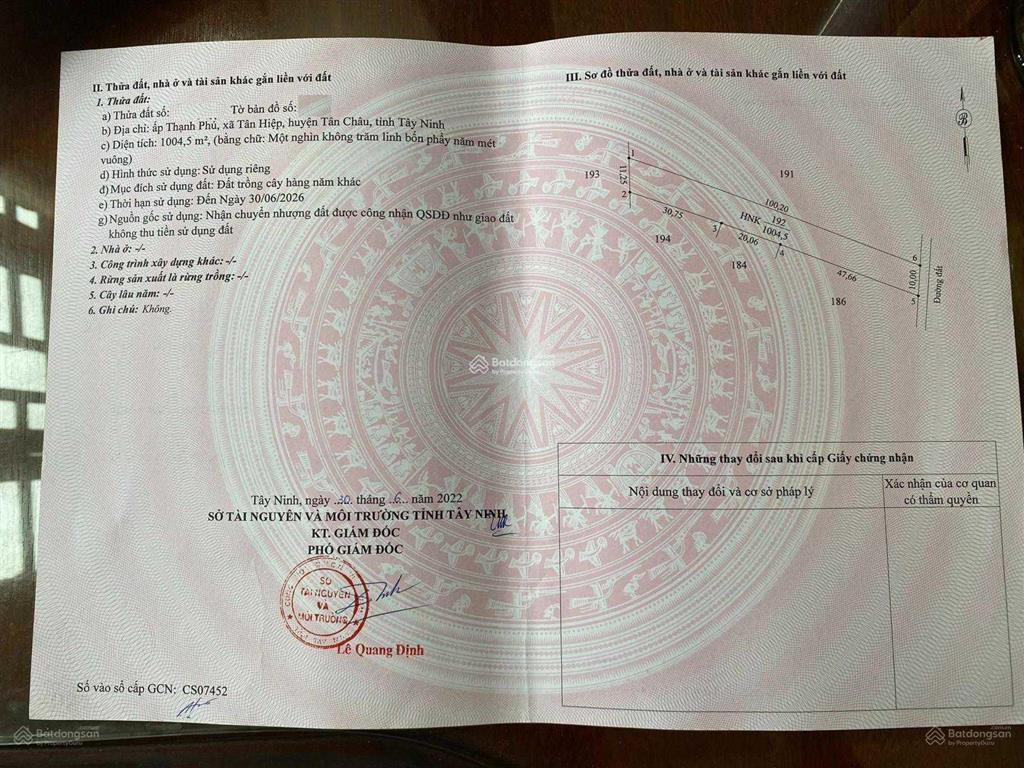 II. Thửa đất, nhà ở và tài sản khác gắn liền với đất
1. Thửa đất:
a) Thửa đất số:
Tờ bản đồ số:
b) Địa chỉ: ấp Thạnh Phú, xã Tân Hiệp, huyện Tân Châu, tỉnh Tây Ninh
c) Diện tích: 1004,5 m², (bằng chữ: Một nghìn không trăm linh bốn phẩy năm mét
vuông)
d) Hình thức sử dụng: Sử dụng riêng
đ) Mục đích sử dụng đất: Đất trồng cây hàng năm khác
e) Thời hạn sử dụng: Đến Ngày 30/06/2026
g) Nguồn gốc sử dụng: Nhận chuyển nhượng đất được công nhận QSDĐ như giao đất
không thu tiền sử dụng đất
2. Nhà ở: -/-
3. Công trình xây dựng khác: -/-
4. Rừng sản xuất là rừng trồng: -/-
5. Cây lâu năm: -/-
6. Ghi chú: Không.
Tây Ninh, ngày 30 tháng 6 năm 2022
SỞ TÀI NGUYÊN VÀ MÔI TRƯỜNG TỈNH TÂY NINH
KT. GIÁM ĐỐC
PHÓ GIÁM ĐỐC
SỞ
TÀI NGUYÊN
VÀ
MÔI TRƯỜNG
Lê Quang Định
Số vào sổ cấp GCN: CS07452
III. Sơ đồ thửa đất, nhà ở và tài sản khác gắn liền với đất
B
193
1
11,25
2
191
100,20
192
HNK 1004,5
30,75
3
20,06
4
194
184
47,66
186
6
10,00
5
Đường đất
IV. Những thay đổi sau khi cấp Giấy chứng nhận
Nội dung thay đổi và cơ sở pháp lý
Xác nhận của cơ quan
có thẩm quyền
Batdongsan
by PropertyGuru
Batdongsan
by PropertyGuru
Batdongsan
by PropertyGuru